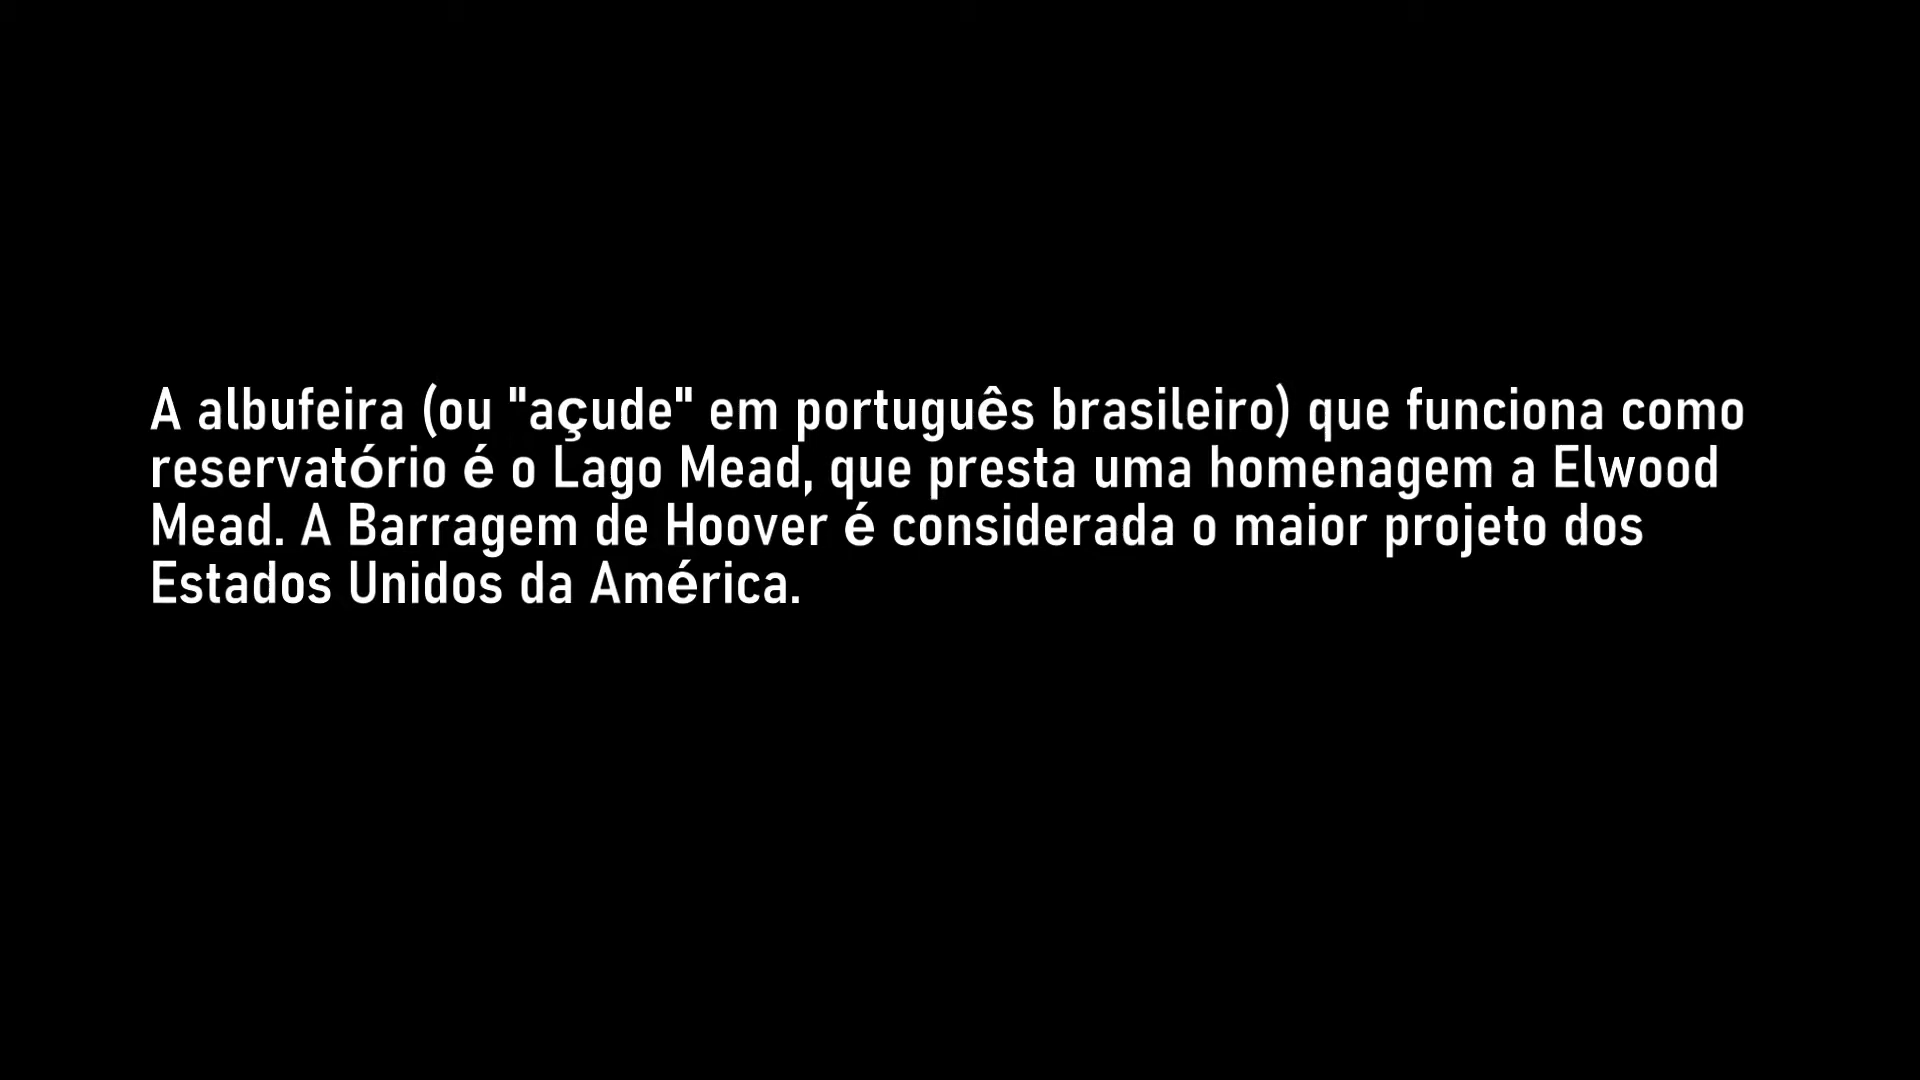 A albufeira (ou "açude" em português brasileiro) que funciona como
reservatório é o Lago Mead, que presta uma homenagem a Elwood
Mead. A Barragem de Hoover é considerada o maior projeto dos
Estados Unidos da América.